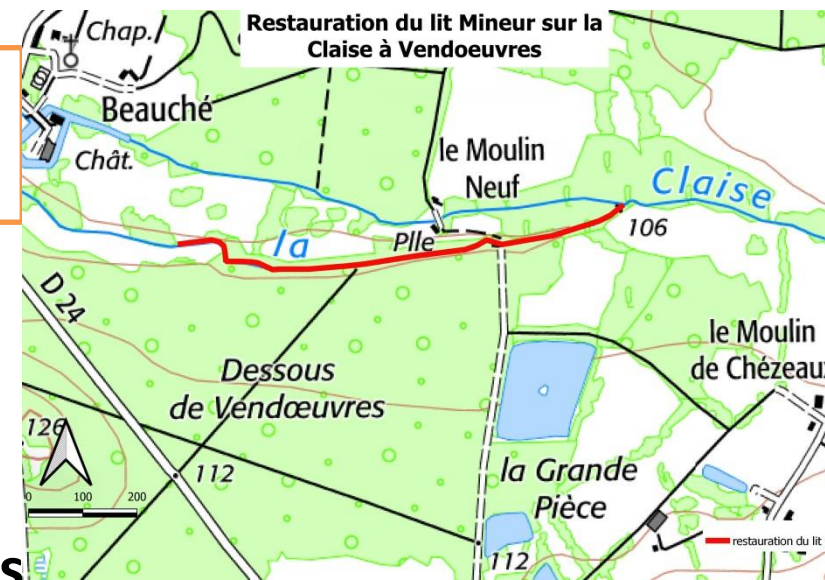 Restauration du lit Mineur sur la
Claise à Vendoeuvres
Chap.
Beauché
Chât.
le Moulin
Neuf
Claise
106
la
Plle
D 24
le Moulin
de Chézeaux
Dessous
de Vendœuvres
126
112
la Grande
Pièce
0 100 200
restauration du lit
112
s